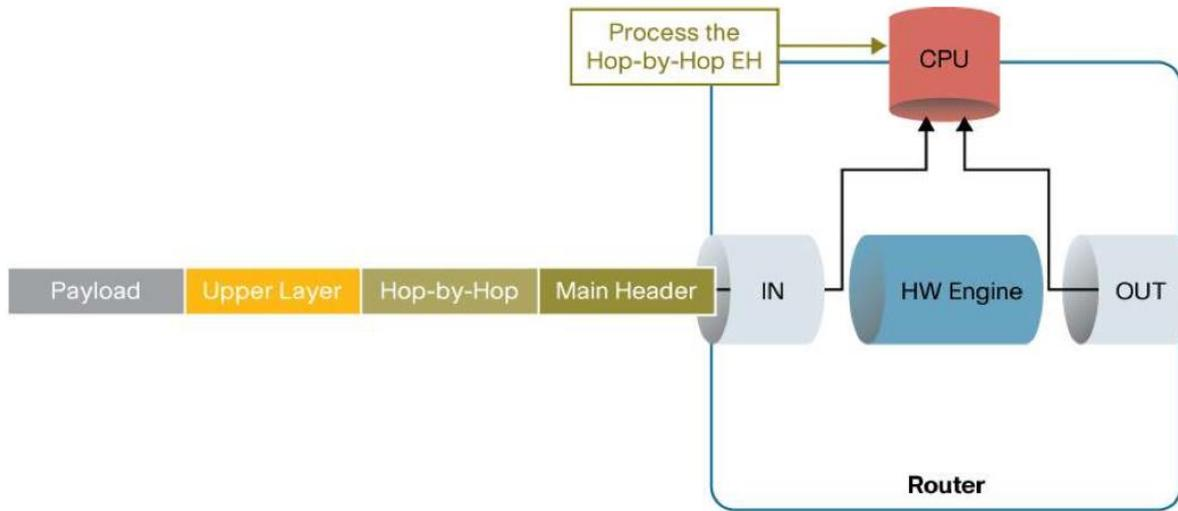 Process the
Hop-by-Hop EH
CPU
Payload
Upper Layer
Hop-by-Hop
Main Header
IN
HW Engine
OUT
Router